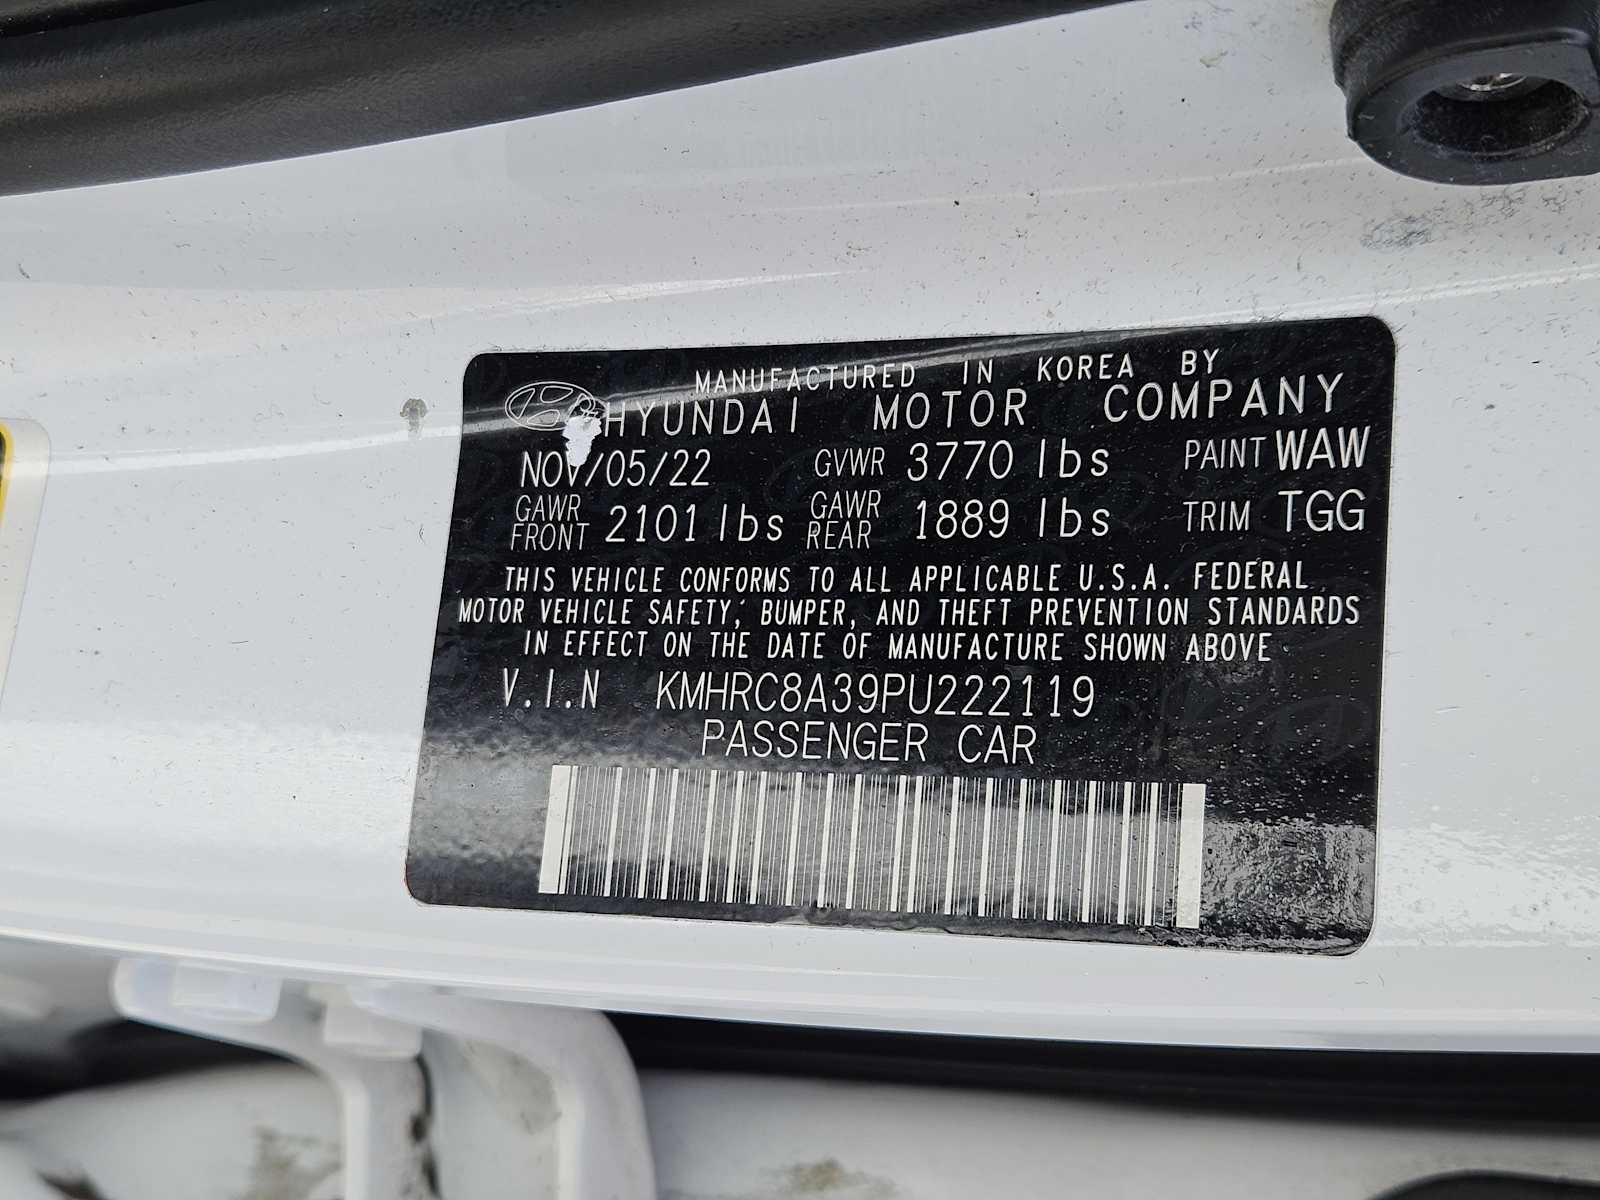 MANUFACTURED IN KOREA BY
HYUNDAI MOTOR COMPANY
NOV/05/22 GVWR 3770 lbs PAINT WAW
GAWR FRONT 2101 lbs GAWR REAR 1889 lbs TRIM TGG
THIS VEHICLE CONFORMS TO ALL APPLICABLE U.S.A. FEDERAL
MOTOR VEHICLE SAFETY, BUMPER, AND THEFT PREVENTION STANDARDS
IN EFFECT ON THE DATE OF MANUFACTURE SHOWN ABOVE
V.I.N KMHRC8A39PU222119
PASSENGER CAR